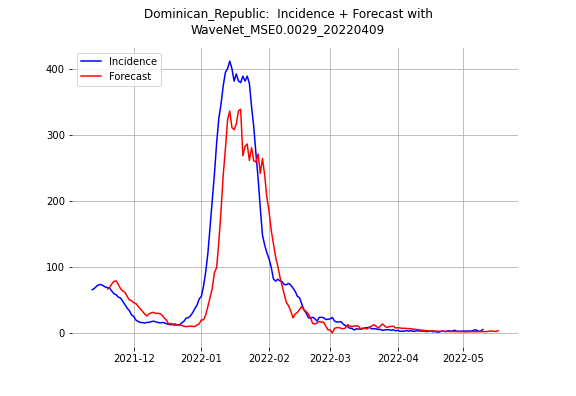 Dominican_Republic:  Incidence + Forecast with
WaveNet_MSE0.0029_20220409
Incidence
Forecast
400
300
200
100
0
2021-12 2022-01 2022-02 2022-03 2022-04 2022-05